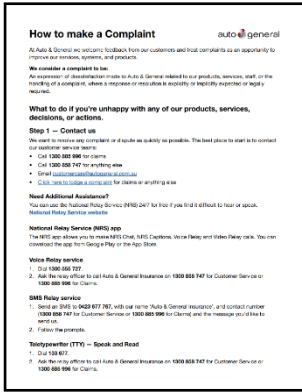 How to make a Complaint
auto general
At Auto & General we welcome feedback from our customers and treat complaints as an opportunity to
improve our services, systems, and products.
We consider a complaint to be:
An expression of dissatisfaction made to Auto & General related to our products, services, staff, or the
handling of a complaint, where a response or resolution is explicitly or implicitly expected or legally
required.
What to do if you're unhappy with any of our products, services,
decisions, or actions.
Step 1 — Contact us
We want to resolve any complaint or dispute as quickly as possible. The best place to start is to contact
our customer service teams:
• Call 1300 885 996 for claims
• Call 1300 858 747 for anything else
• Email customercare@autogeneral.com.au
• Click here to lodge a complaint for claims or anything else
Need Additional Assistance?
You can use the National Relay Service (NRS) 24/7 for free if you find it difficult to hear or speak.
National Relay Service website
National Relay Service (NRS) app
The NRS app allows you to make NRS Chat, NRS Captions, Voice Relay and Video Relay calls. You can
download the app from Google Play or the App Store.
Voice Relay service
1. Dial 1300 555 727.
2. Ask the relay officer to call Auto & General Insurance on 1300 858 747 for Customer Service or
1300 885 996 for Claims.
SMS Relay service
1. Send an SMS to 0423 677 767, with our name 'Auto & General Insurance', and contact number
(1300 858 747 for Customer Service or 1300 885 996 for Claims) and the message you'd like to
send us.
2. Follow the prompts.
Teletypewriter (TTY) — Speak and Read
1. Dial 133 677.
2. Ask the relay officer to call Auto & General Insurance on 1300 858 747 for Customer Service or
1300 885 996 for Claims.